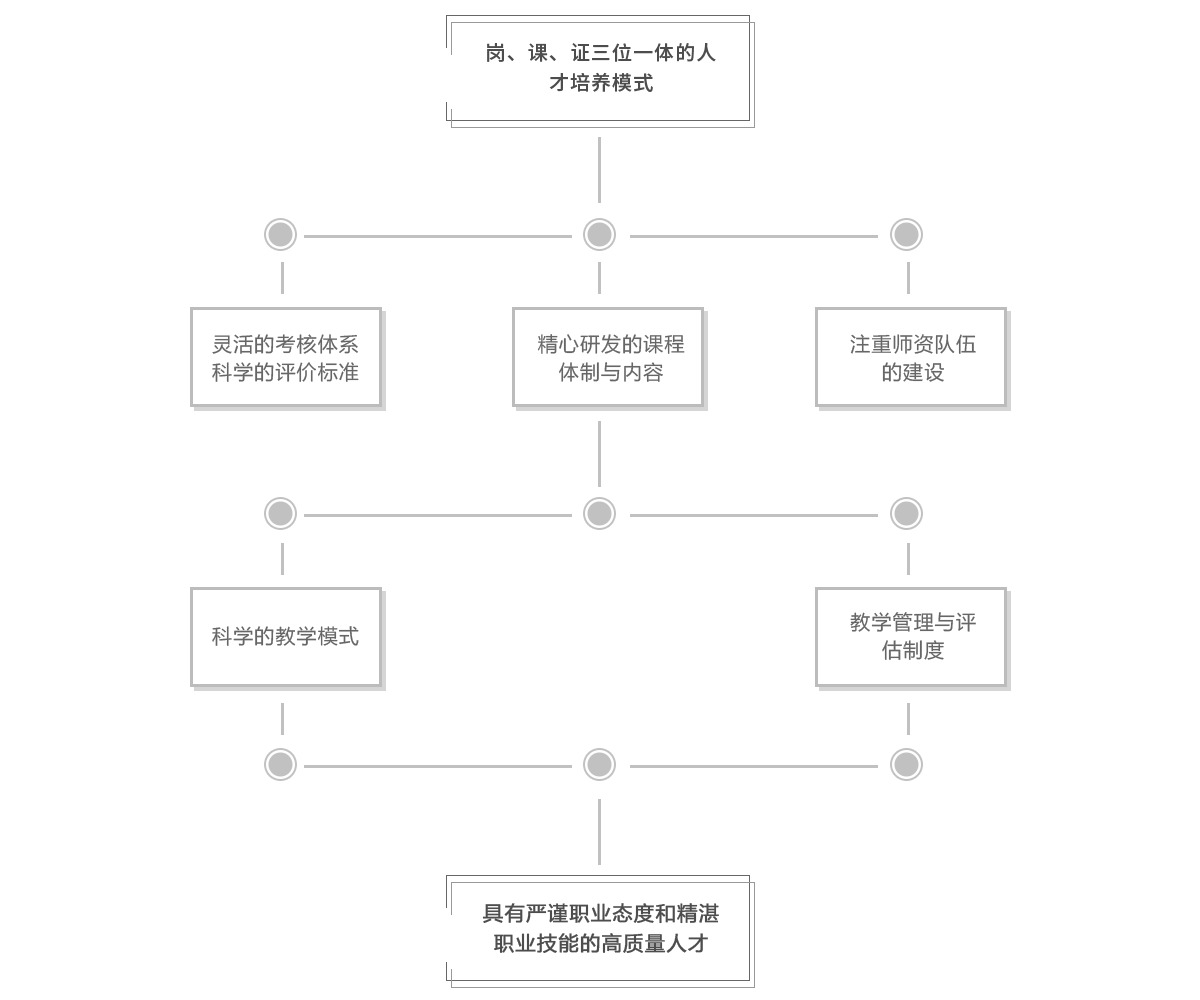 岗、课、证三位一体的人
才培养模式
灵活的考核体系
科学的评价标准
精心研发的课程
体制与内容
注重师资队伍
的建设
科学的教学模式
教学管理与评
估制度
具有严谨职业态度和精湛
职业技能的高质量人才